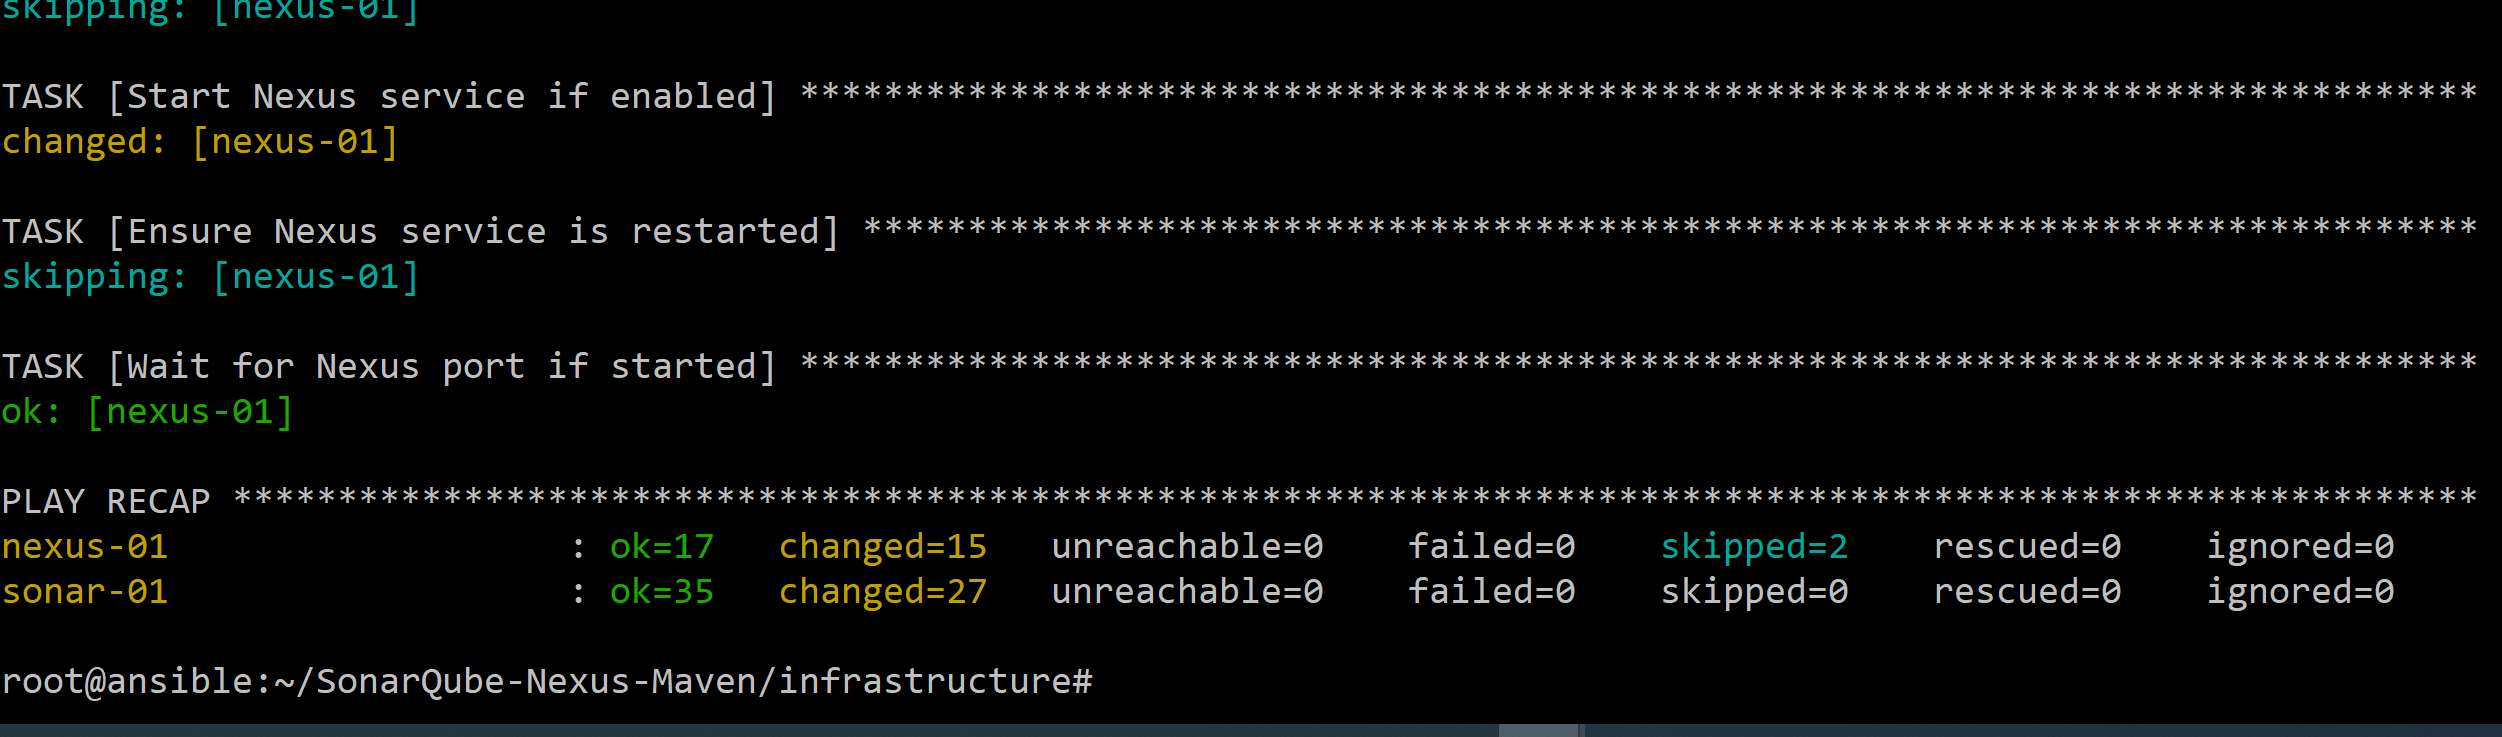 skipping: [nexus-01]
TASK [Start Nexus service if enabled] ********************************************************************************
changed: [nexus-01]
TASK [Ensure Nexus service is restarted] *****************************************************************************
skipping: [nexus-01]
TASK [Wait for Nexus port if started] ********************************************************************************
ok: [nexus-01]
PLAY RECAP ***********************************************************************************************************
nexus-01                   : ok=17   changed=15   unreachable=0    failed=0    skipped=2    rescued=0    ignored=0
sonar-01                   : ok=35   changed=27   unreachable=0    failed=0    skipped=0    rescued=0    ignored=0
root@ansible:~/SonarQube-Nexus-Maven/infrastructure#